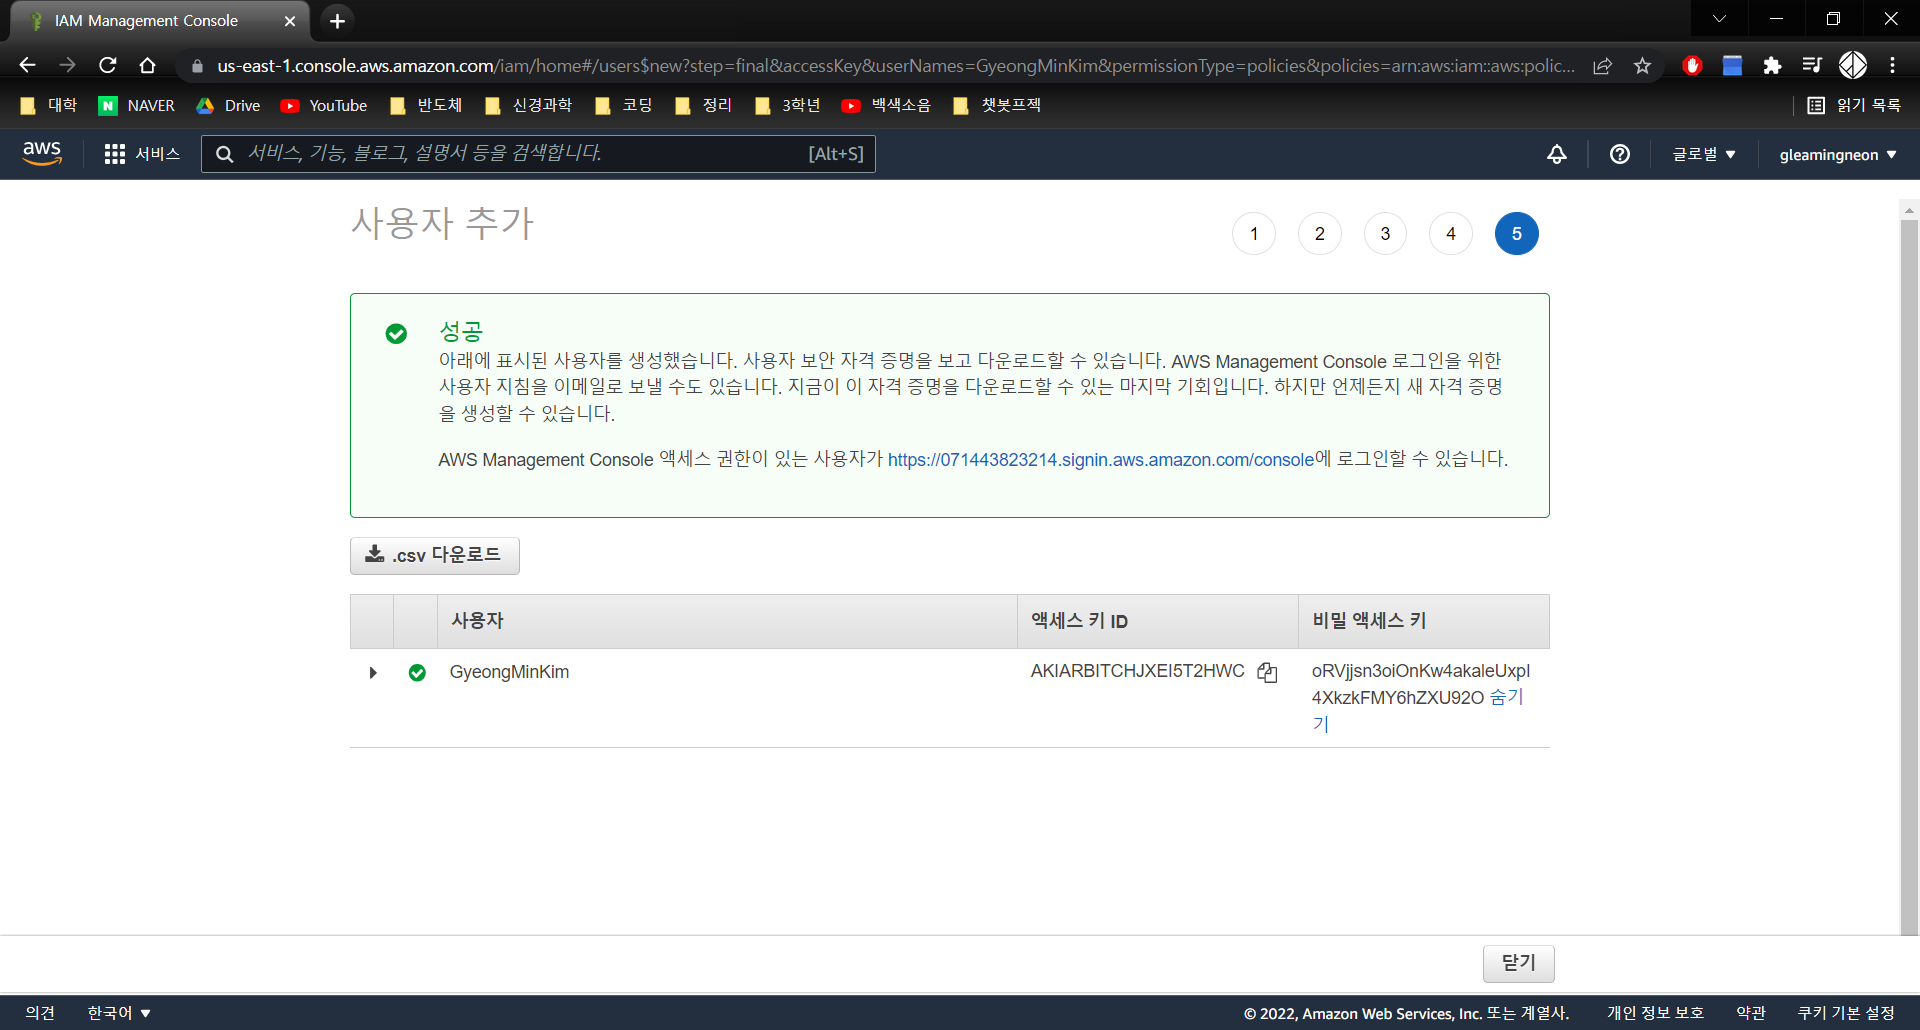 IAM Management Console
us-east-1.console.aws.amazon.com/iam/home#/users$new?step=final&accessKey&userNames=GyeongMinKim&permissionType=policies&policies=arn:aws:iam::aws:polic...
대학 NAVER Drive YouTube 반도체 신경과학 코딩 정리 3학년 백색소음 챗봇프젝 읽기 목록
aws 서비스 서비스, 기능, 블로그, 설명서 등을 검색합니다. [Alt+S] 글로벌 gleamingneon
사용자 추가
1 2 3 4 5
성공
아래에 표시된 사용자를 생성했습니다. 사용자 보안 자격 증명을 보고 다운로드할 수 있습니다. AWS Management Console 로그인을 위한
사용자 지침을 이메일로 보낼 수도 있습니다. 지금이 이 자격 증명을 다운로드할 수 있는 마지막 기회입니다. 하지만 언제든지 새 자격 증명
을 생성할 수 있습니다.
AWS Management Console 액세스 권한이 있는 사용자가 https://071443823214.signin.aws.amazon.com/console에 로그인할 수 있습니다.
.csv 다운로드
사용자 액세스 키 ID 비밀 액세스 키
GyeongMinKim AKIARBITCHJXEI5T2HWC
숨기
기
닫기
의견 한국어 © 2022, Amazon Web Services, Inc. 또는 계열사. 개인 정보 보호 약관 쿠키 기본 설정